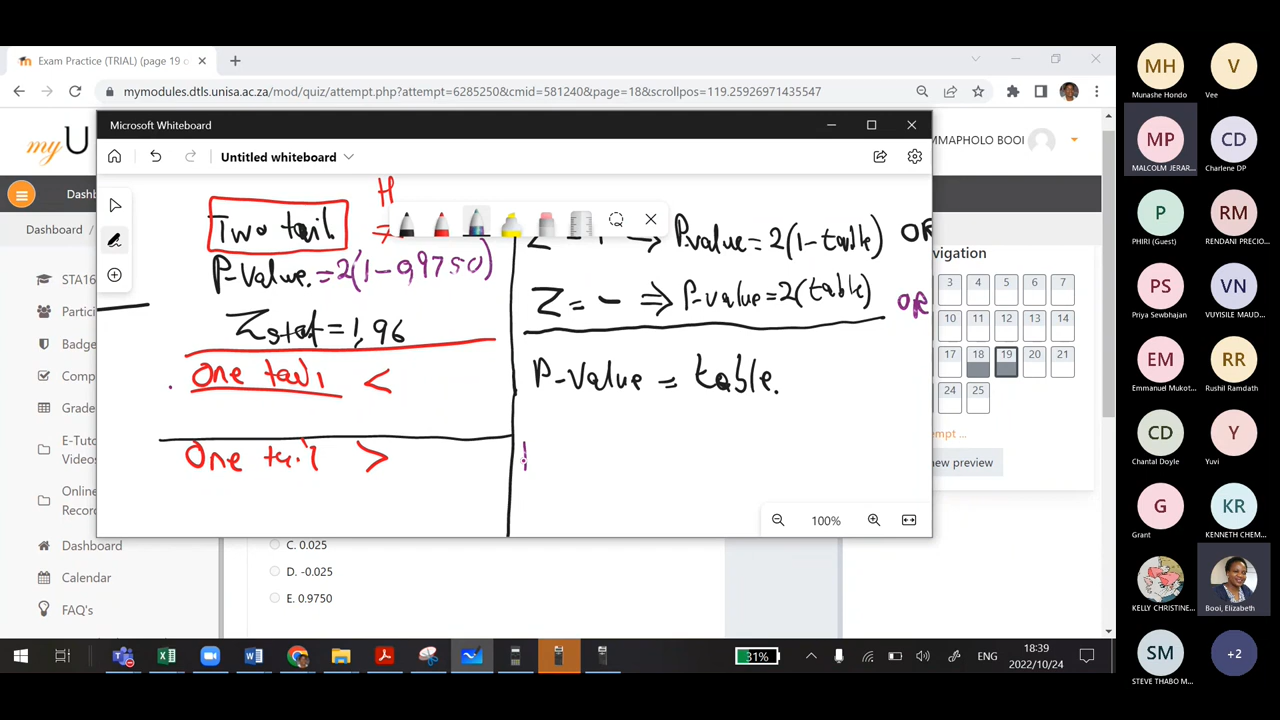 Exam Practice (TRIAL) (page 19 o
mymodules.dtls.unisa.ac.za/mod/quiz/attempt.php?attempt=6285250&cmid=581240&page=18&scrollpos=119.25926971435547
my U
MMAPHOLO BOOI
Dashb
Dashboard /
STA16
Partici
Badge
Comp
Grade
E-Tuto
Videos
Online
Recor
Dashboard
Calendar
FAQ's
Microsoft Whiteboard
Untitled whiteboard
H
Two tail
=
P-Value. = 2(1 - 0,9750)
Zstat = 1,96
One tail <
One tail >
P-value = 2(1 - table) OR
Z = - ⇒ P-value = 2(table) OR
P-Value = table.
100%
avigation
3 4 5 6 7
10 11 12 13 14
17 18 19 20 21
24 25
empt ...
new preview
C. 0.025
D. -0.025
E. 0.9750
31%
ENG
18:39
2022/10/24
MH
Munashe Hondo
V
Vee
MP
MALCOLM JERAR...
CD
Charlene DP
P
PHIRI (Guest)
RM
RENDANI PRECIO...
PS
Priya Sewbhajan
VN
VUYISILE MAUD...
EM
Emmanuel Mukot...
RR
Rushil Ramdath
CD
Chantal Doyle
Y
Yuvi
G
Grant
KR
KENNETH CHEM...
KELLY CHRISTINE...
Booi, Elizabeth
SM
STEVE THABO M...
+2